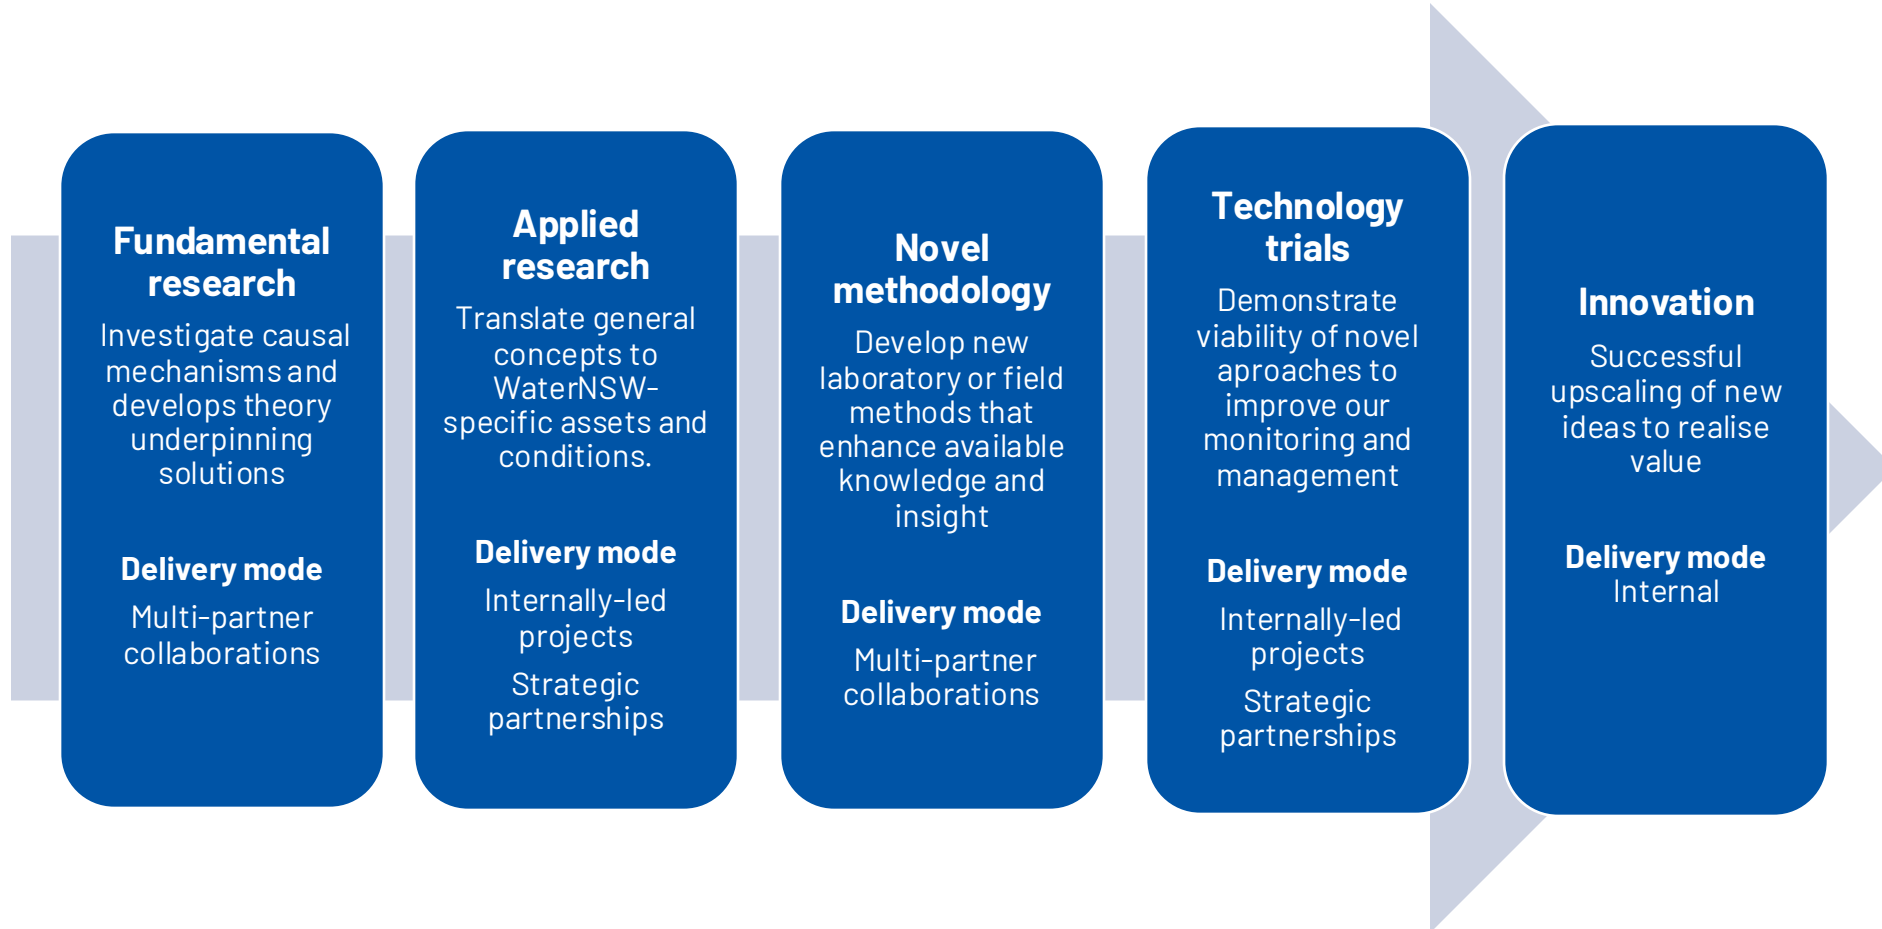 Fundamental
research
Investigate causal
mechanisms and
develops theory
underpinning
solutions
Delivery mode
Multi-partner
collaborations
Applied
research
Translate general
concepts to
WaterNSW-
specific assets and
conditions.
Delivery mode
Internally-led
projects
Strategic
partnerships
Novel
methodology
Develop new
laboratory or field
methods that
enhance available
knowledge and
insight
Delivery mode
Multi-partner
collaborations
Technology
trials
Demonstrate
viability of novel
aproaches to
improve our
monitoring and
management
Delivery mode
Internally-led
projects
Strategic
partnerships
Innovation
Successful
upscaling of new
ideas to realise
value
Delivery mode
Internal